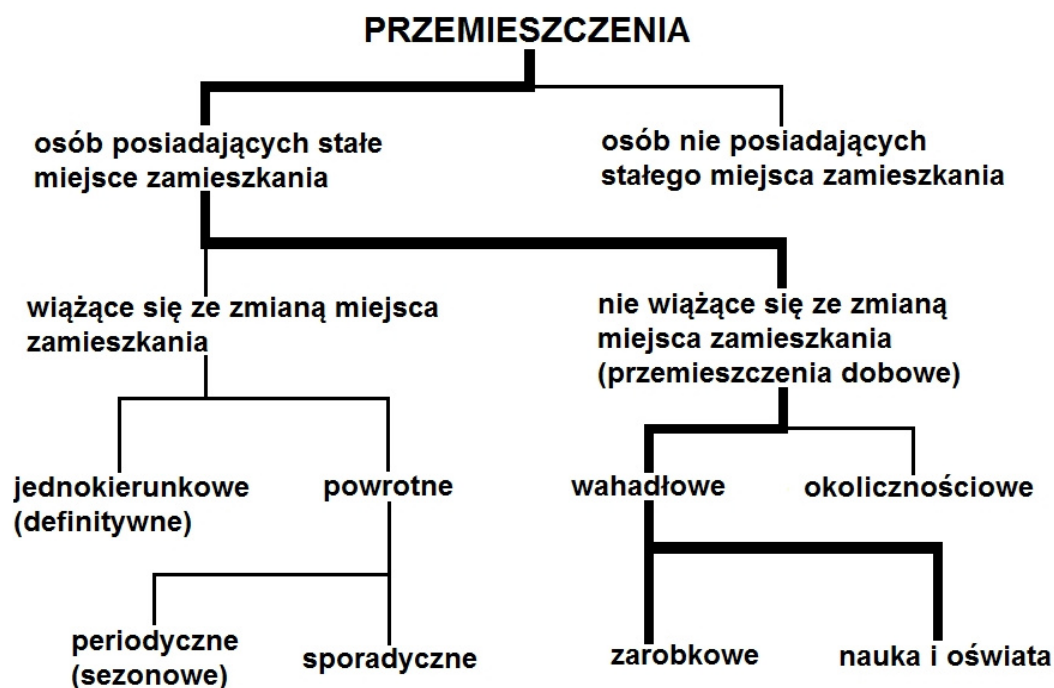 PRZEMIESZCZENIA
osób posiadających stałe
miejsce zamieszkania
osób nie posiadających
stałego miejsca zamieszkania
wiążące się ze zmianą miejsca
zamieszkania
nie wiążące się ze zmianą
miejsca zamieszkania
(przemieszczenia dobowe)
jednokierunkowe
(definitywne)
powrotne
wahadłowe
okolicznościowe
periodyczne
(sezonowe)
sporadyczne
zarobkowe
nauka i oświata